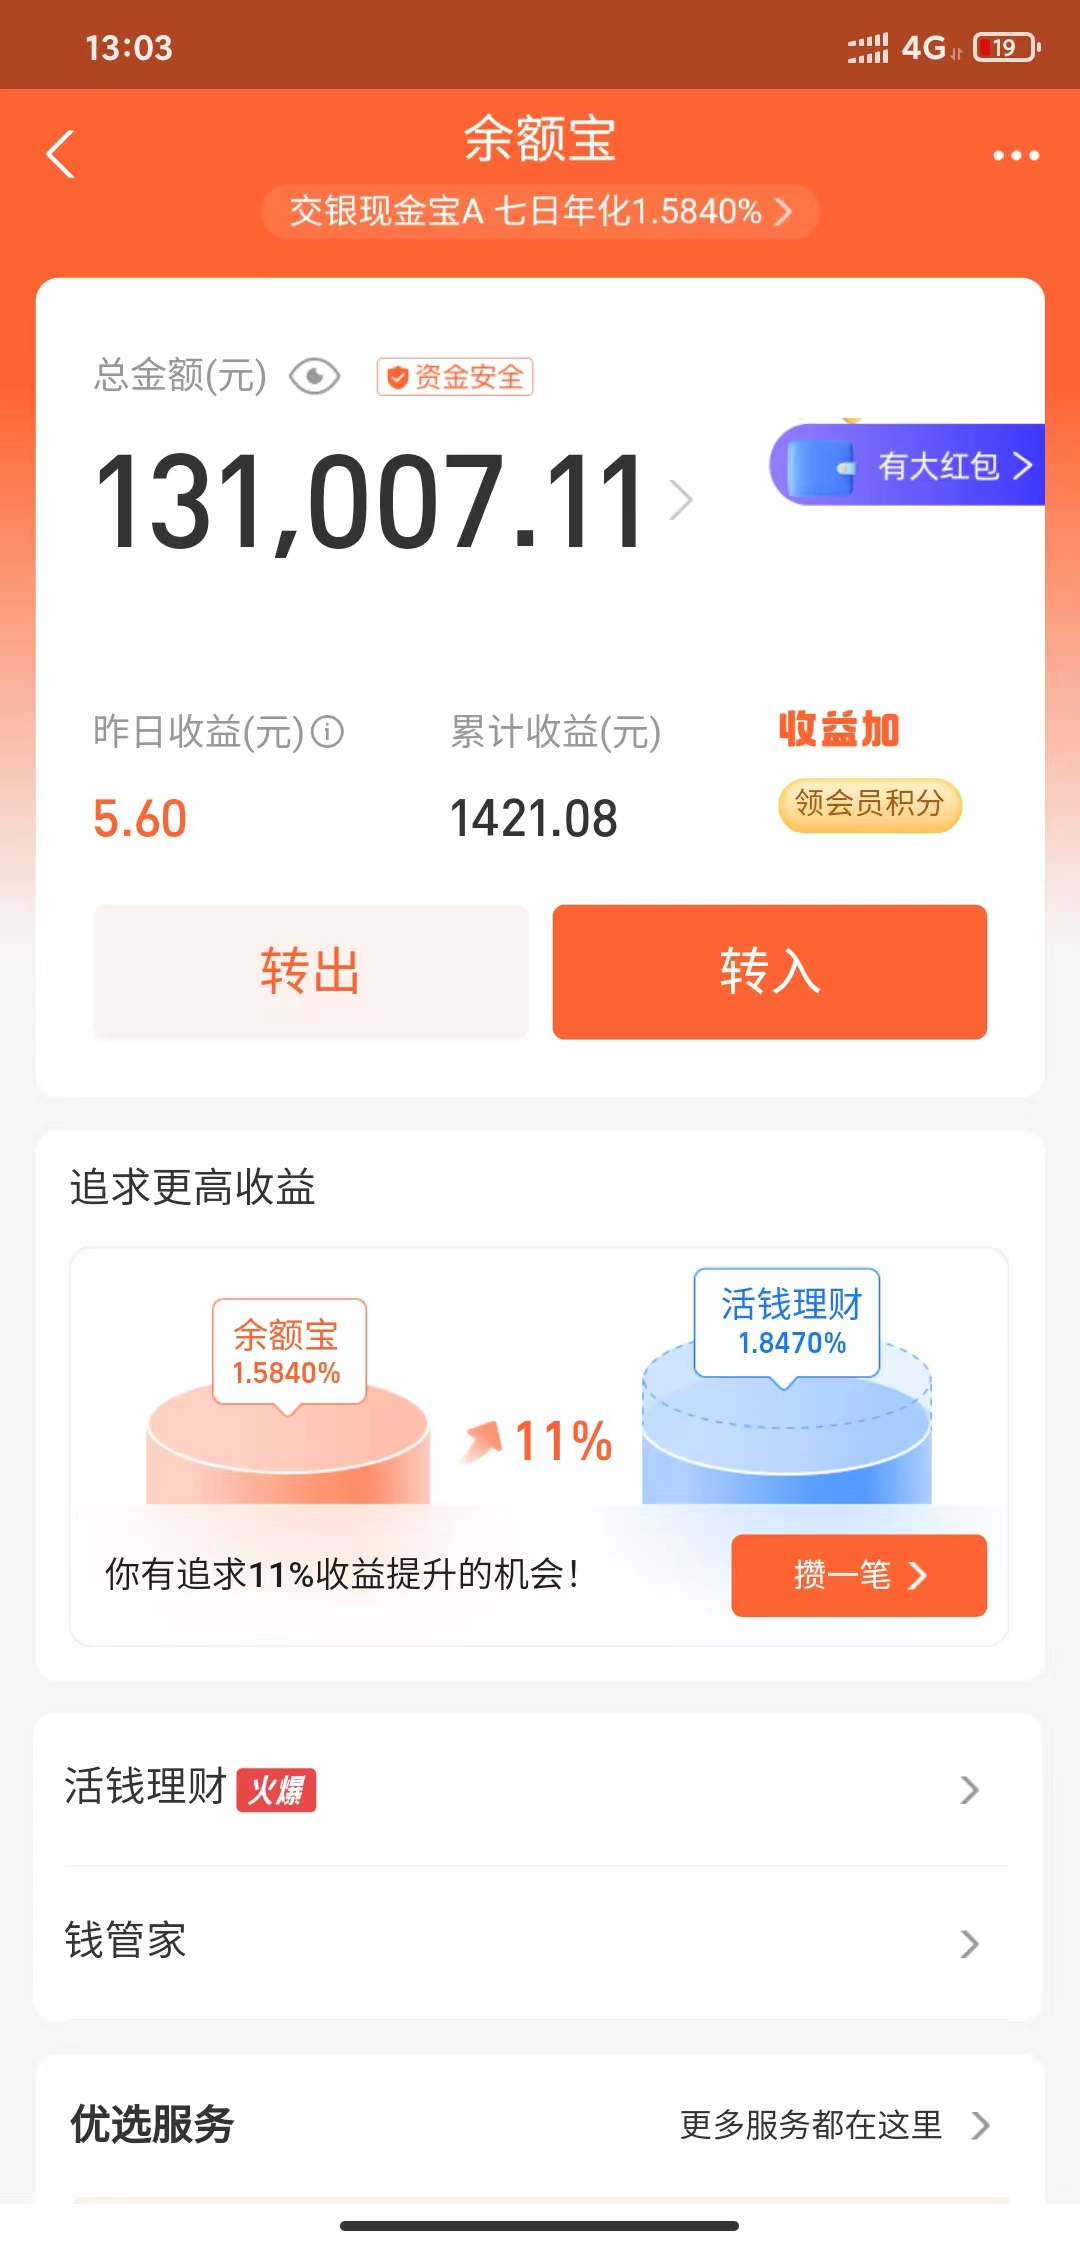 13:03
4G 19
余额宝
交银现金宝A 七日年化1.5840%
总金额(元) 资金安全
131,007.11
有大红包
昨日收益(元) 累计收益(元) 收益加
5.60 1421.08 领会员积分
转出 转入
追求更高收益
余额宝
1.5840%
活钱理财
1.8470%
11%
你有追求11%收益提升的机会!
攒一笔
活钱理财 火爆
钱管家
优选服务 更多服务都在这里